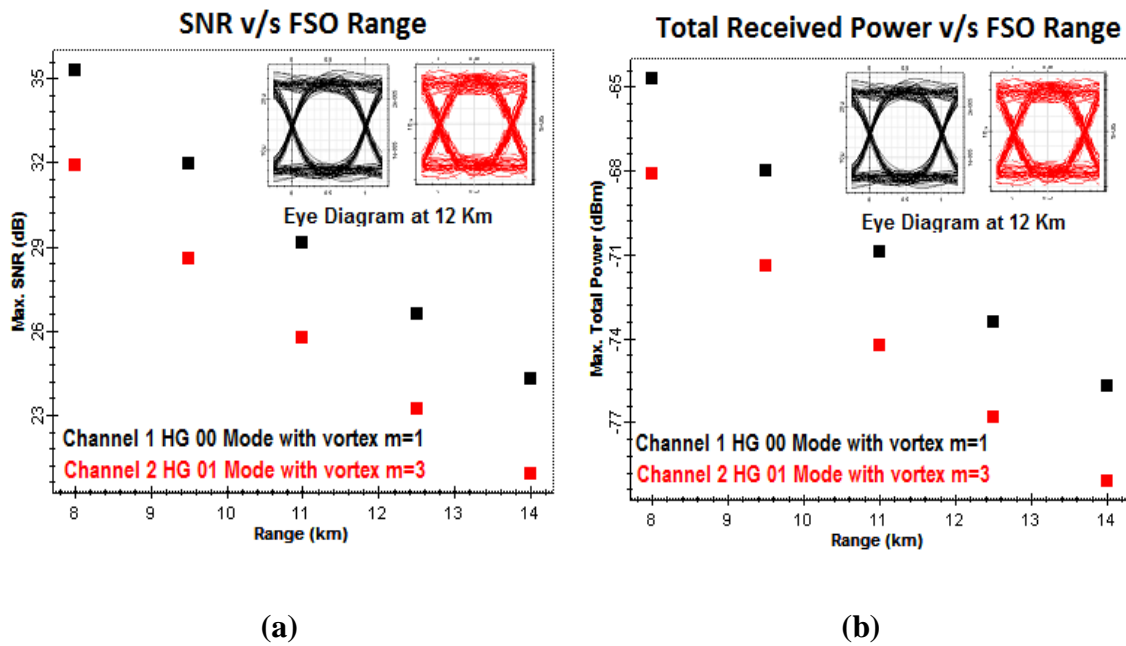 SNR v/s FSO Range
35
32
29
26
23
Max. SNR (dB)
Eye Diagram at 12 Km
Channel 1 HG 00 Mode with vortex m=1
Channel 2 HG 01 Mode with vortex m=3
8 9 10 11 12 13 14
Range (km)
(a)
Total Received Power v/s FSO Range
-65
-68
-71
-74
-77
Max. Total Power (dBm)
Eye Diagram at 12 Km
Channel 1 HG 00 Mode with vortex m=1
Channel 2 HG 01 Mode with vortex m=3
8 9 10 11 12 13 14
Range (km)
(b)